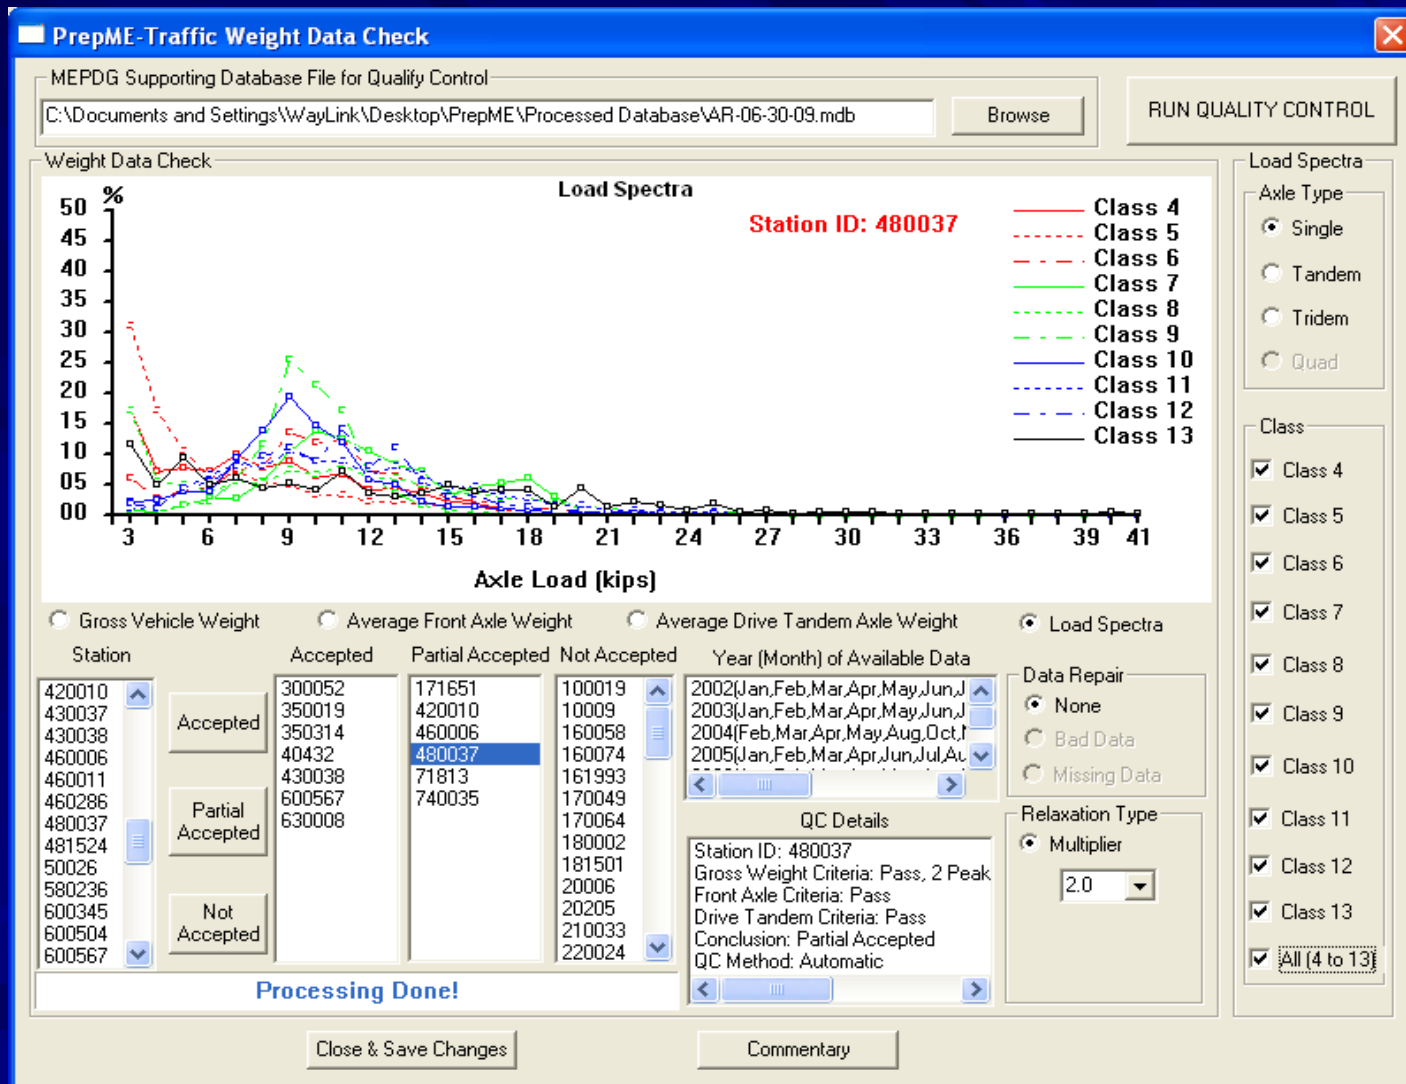 PrepME-Traffic Weight Data Check
MEPDG Supporting Database File for Qualify Control
C:\Documents and Settings\WayLink\Desktop\PrepME\Processed Database\AR-06-30-09.mdb
Browse
RUN QUALITY CONTROL
Weight Data Check
Load Spectra
%
Station ID: 480037
50
45
40
35
30
25
20
15
10
05
00
3 6 9 12 15 18 21 24 27 30 33 36 39 41
Axle Load (kips)
Class 4
Class 5
Class 6
Class 7
Class 8
Class 9
Class 10
Class 11
Class 12
Class 13
Load Spectra
Axle Type
Single
Tandem
Tridem
Quad
Class
Class 4
Class 5
Class 6
Class 7
Class 8
Class 9
Class 10
Class 11
Class 12
Class 13
All (4 to 13)
Gross Vehicle Weight Average Front Axle Weight Average Drive Tandem Axle Weight Load Spectra
Station
420010
430037
430038
460006
460011
460286
480037
481524
50026
580236
600345
600504
600567
Accepted
Partial
Accepted
Not
Accepted
Accepted
300052
350019
350314
40432
430038
600567
630008
Partial Accepted
171651
420010
460006
480037
71813
740035
Not Accepted
100019
10009
160058
160074
161993
170049
170064
180002
181501
20006
20205
210033
220024
Year (Month) of Available Data
2002(Jan,Feb,Mar,Apr,May,Jun,J
2003(Jan,Feb,Mar,Apr,May,Jun,J
2004(Feb,Mar,Apr,May,Aug,Oct,
2005(Jan,Feb,Mar,Apr,Jun,Jul,Au
QC Details
Station ID: 480037
Gross Weight Criteria: Pass, 2 Peak
Front Axle Criteria: Pass
Drive Tandem Criteria: Pass
Conclusion: Partial Accepted
QC Method: Automatic
Data Repair
None
Bad Data
Missing Data
Relaxation Type
Multiplier
2.0
Processing Done!
Close & Save Changes
Commentary